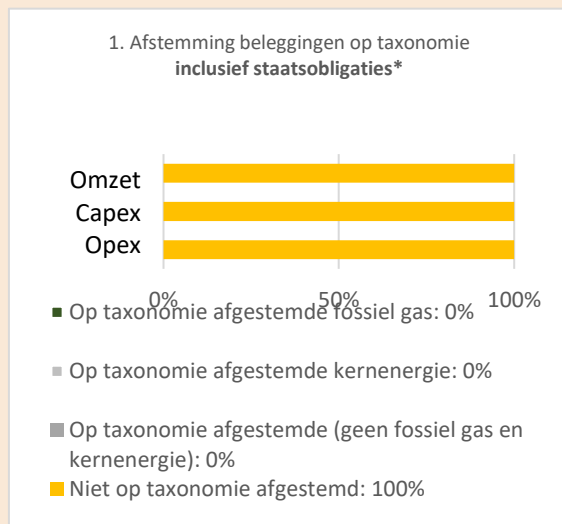 1. Afstemming beleggingen op taxonomie
inclusief staatsobligaties*
Omzet
Capex
Opex
0% 50% 100%
Op taxonomie afgestemde fossiel gas: 0%
Op taxonomie afgestemde kernenergie: 0%
Op taxonomie afgestemde (geen fossiel gas en
kernenergie): 0%
Niet op taxonomie afgestemd: 100%